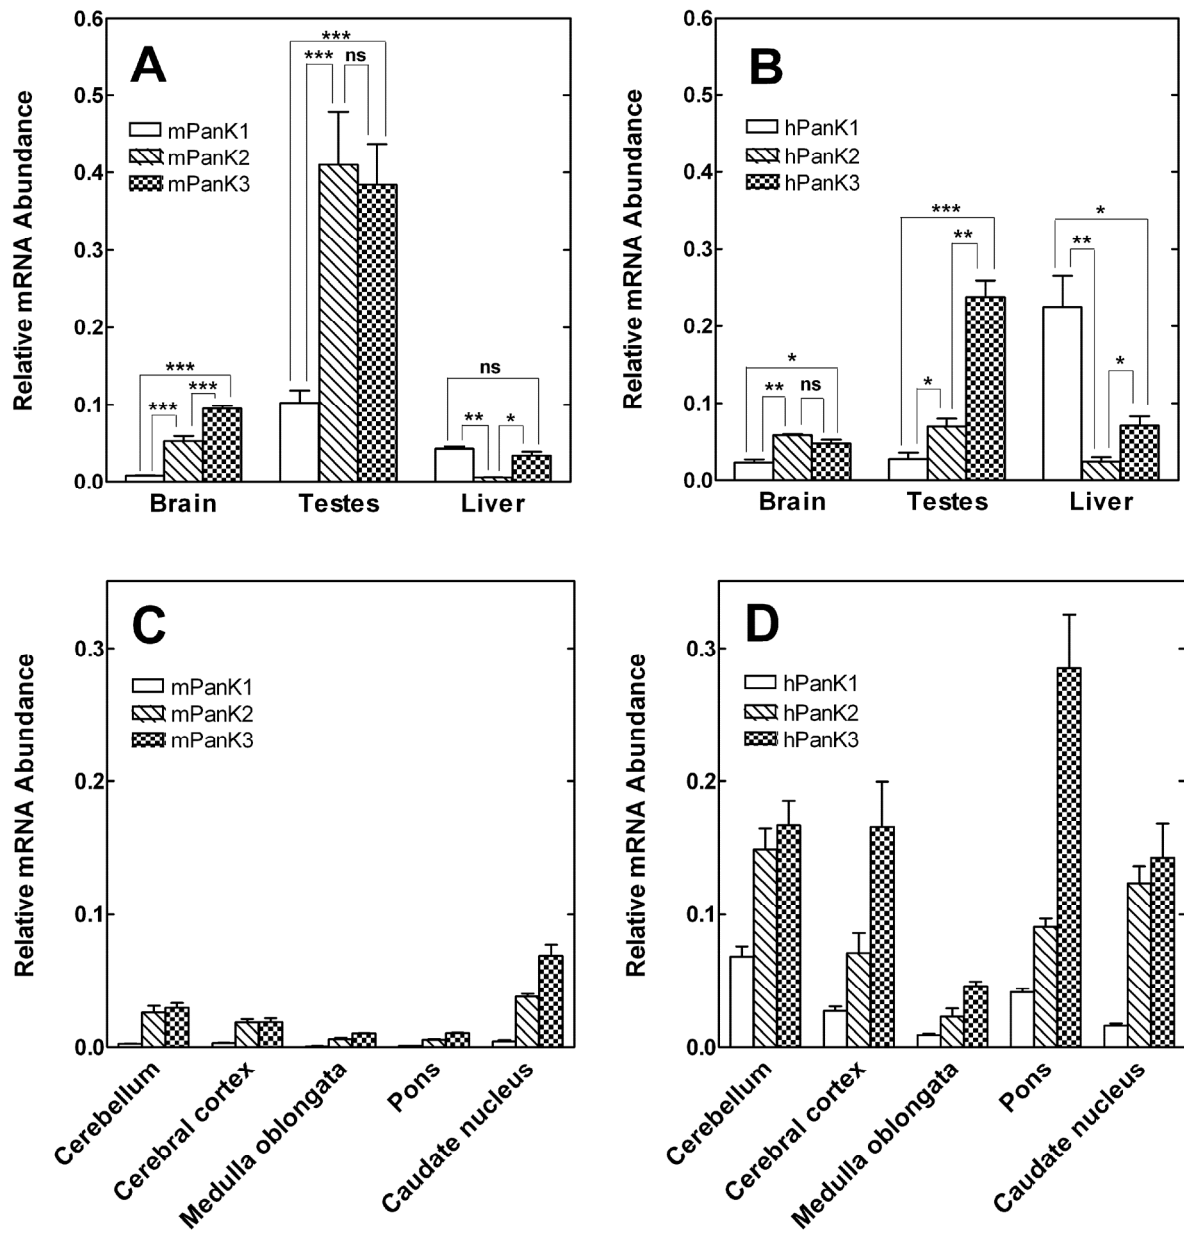 A
Relative mRNA Abundance
0.6
0.5
0.4
0.3
0.2
0.1
0.0
mPanK1
mPanK2
mPanK3
***
***
***
***
***
ns
ns
**
*
Brain Testes Liver
B
Relative mRNA Abundance
0.6
0.5
0.4
0.3
0.2
0.1
0.0
hPanK1
hPanK2
hPanK3
*
**
ns
***
*
**
*
**
*
Brain Testes Liver
C
Relative mRNA Abundance
0.3
0.2
0.1
0.0
mPanK1
mPanK2
mPanK3
Cerebellum
Cerebral cortex
Medulla oblongata
Pons
Caudate nucleus
D
Relative mRNA Abundance
0.3
0.2
0.1
0.0
hPanK1
hPanK2
hPanK3
Cerebellum
Cerebral cortex
Medulla oblongata
Pons
Caudate nucleus